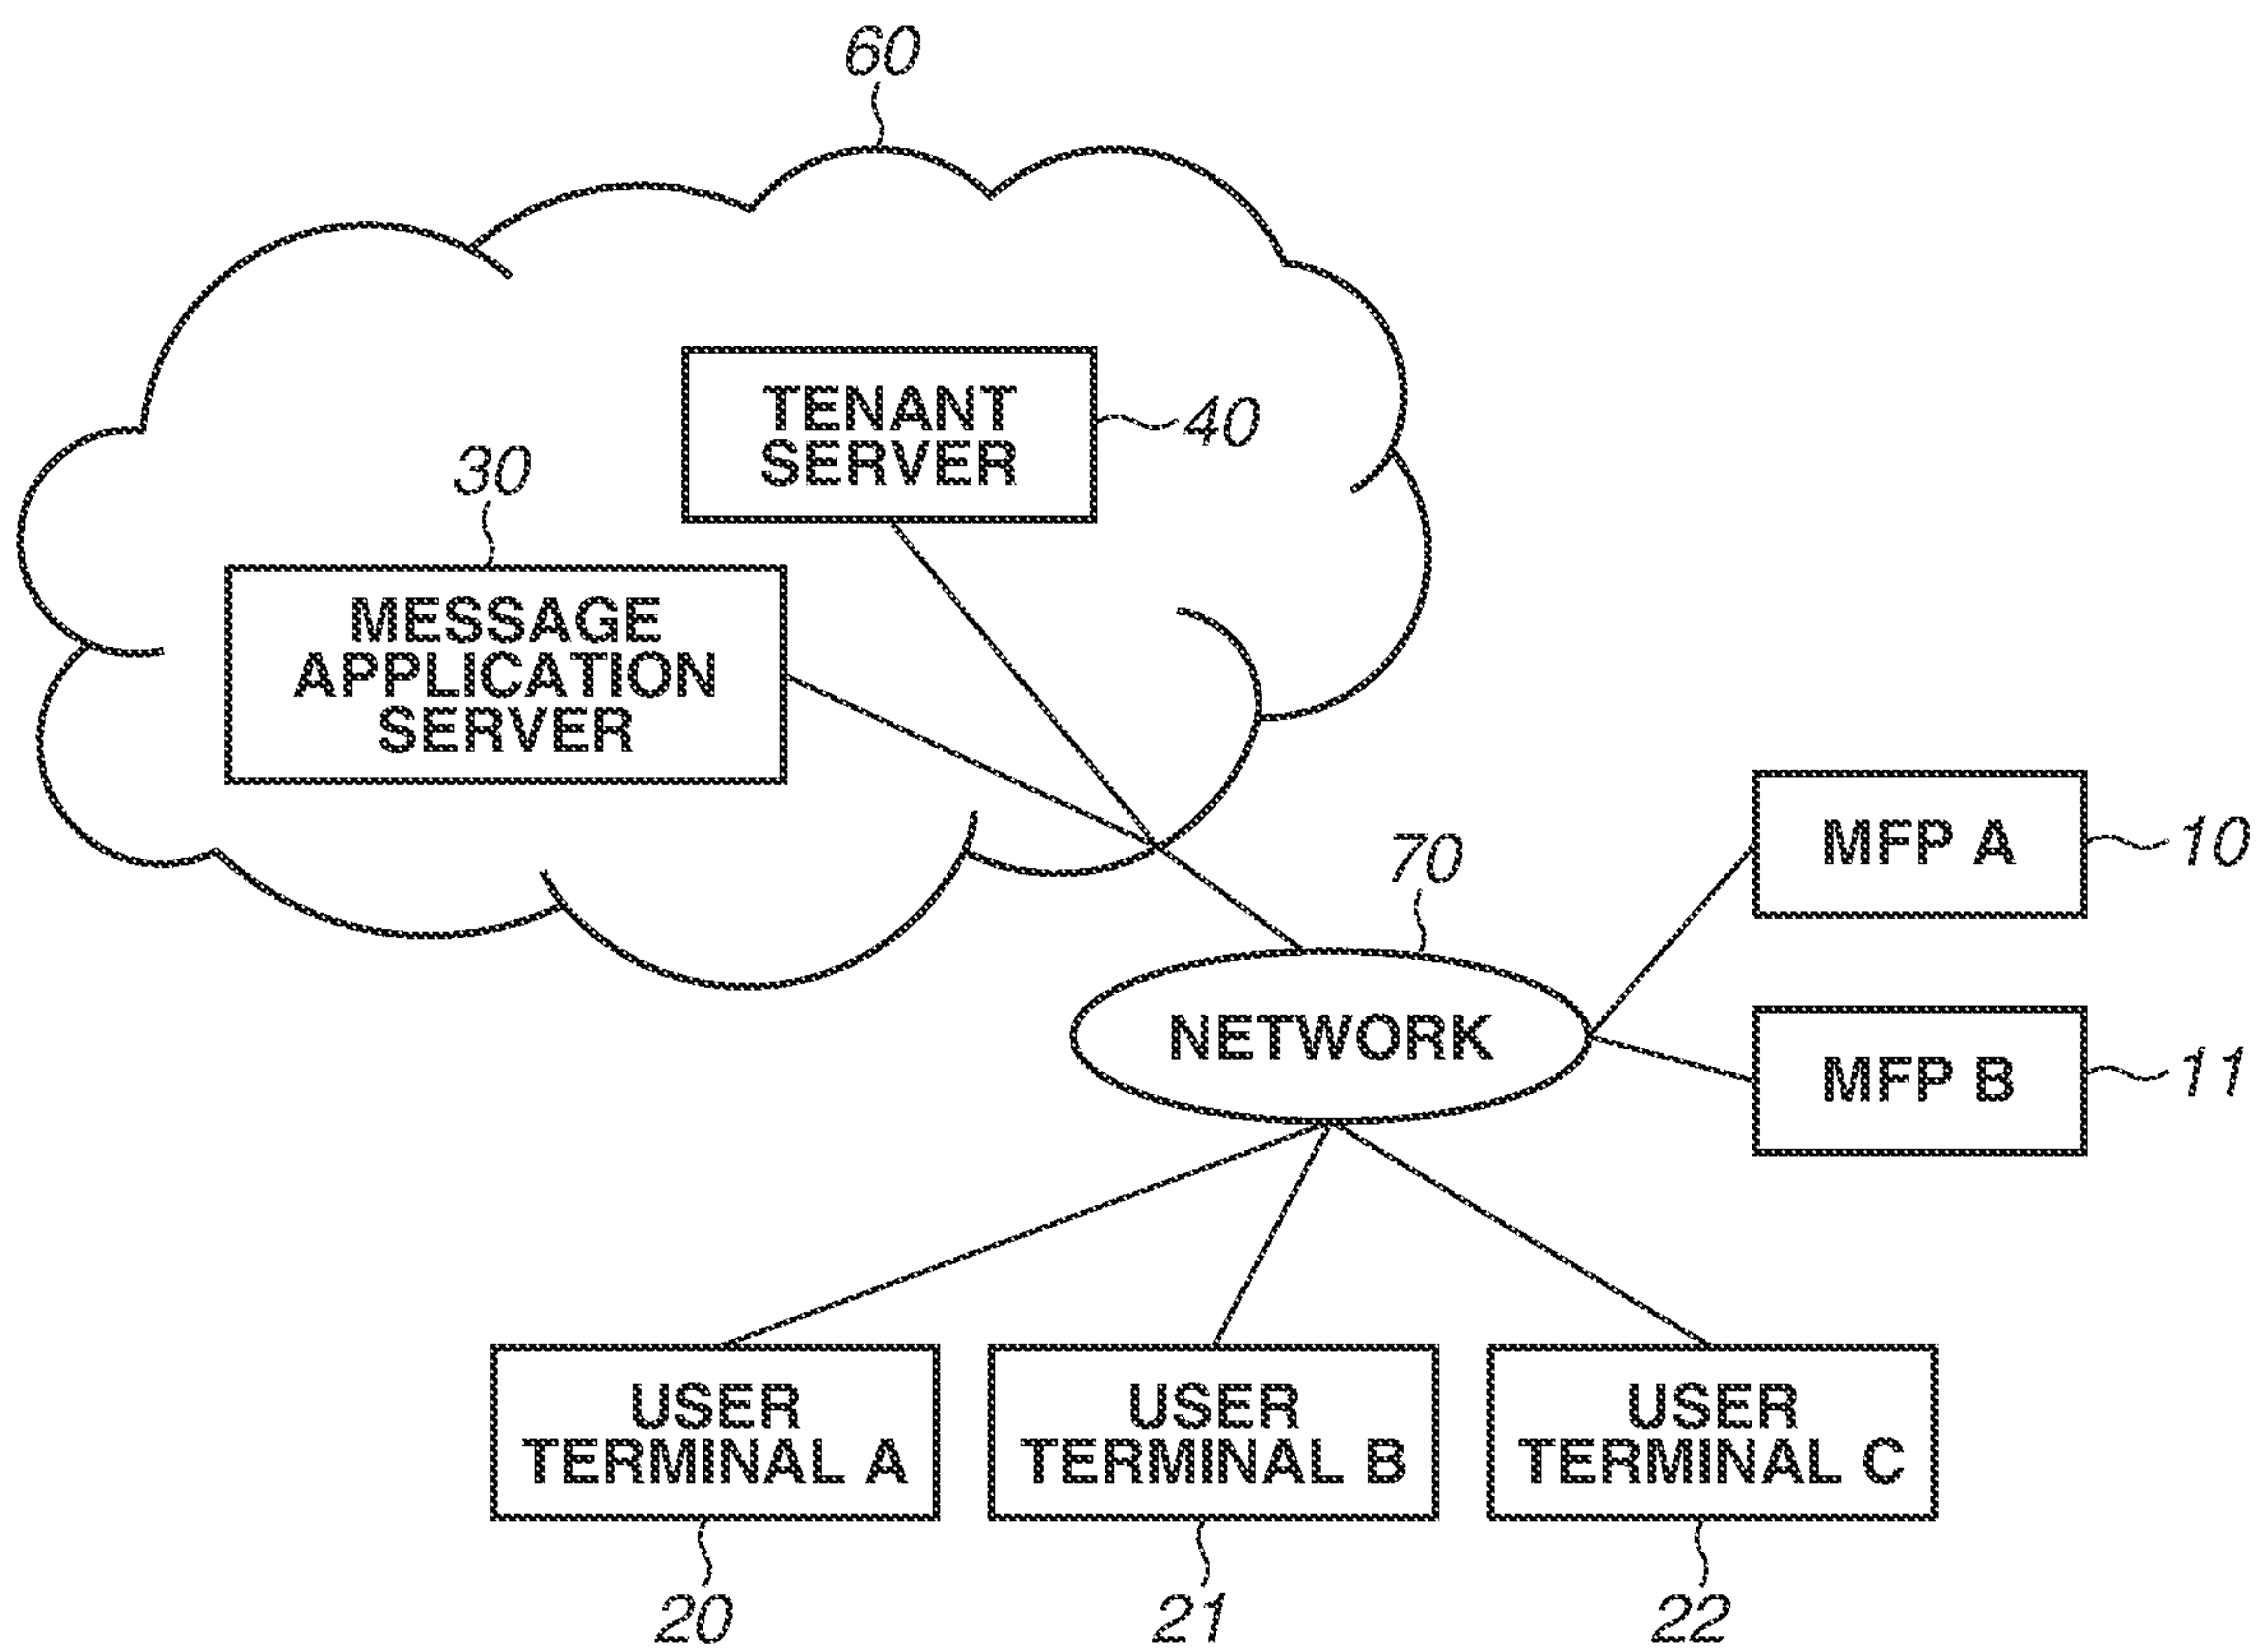 60
TENANT
SERVER
40
30
MESSAGE
APPLICATION
SERVER
MFP A
10
70
NETWORK
MFP B
11
USER
TERMINAL A
USER
TERMINAL B
USER
TERMINAL C
20
21
22